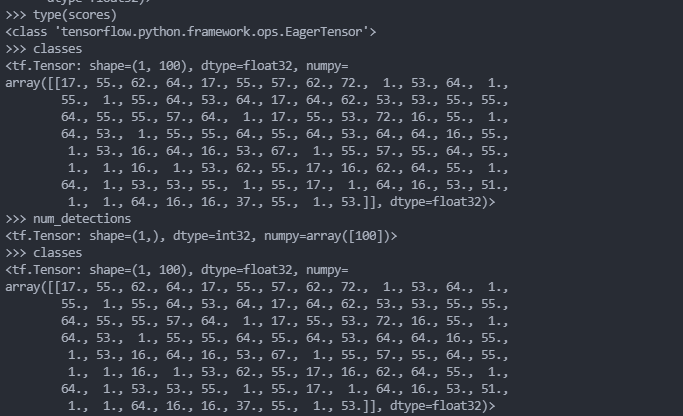 >>> type(scores)
<class 'tensorflow.python.framework.ops.EagerTensor'>
>>> classes
<tf.Tensor: shape=(1, 100), dtype=float32, numpy=
array([[17., 55., 62., 64., 17., 55., 57., 62., 72.,  1., 53., 64.,  1.,
        55.,  1., 55., 64., 53., 64., 17., 64., 62., 53., 53., 55., 55.,
        64., 55., 55., 57., 64.,  1., 17., 55., 53., 72., 16., 55.,  1.,
        64., 53.,  1., 55., 55., 64., 55., 64., 53., 64., 64., 16., 55.,
         1., 53., 16., 64., 16., 53., 67.,  1., 55., 57., 55., 64., 55.,
         1.,  1., 16.,  1., 53., 62., 55., 17., 16., 62., 64., 55.,  1.,
        64.,  1., 53., 53., 55.,  1., 55., 17.,  1., 64., 16., 53., 51.,
         1.,  1., 64., 16., 16., 37., 55.,  1., 53.]], dtype=float32)>
>>> num_detections
<tf.Tensor: shape=(1,), dtype=int32, numpy=array([100])>
>>> classes
<tf.Tensor: shape=(1, 100), dtype=float32, numpy=
array([[17., 55., 62., 64., 17., 55., 57., 62., 72.,  1., 53., 64.,  1.,
        55.,  1., 55., 64., 53., 64., 17., 64., 62., 53., 53., 55., 55.,
        64., 55., 55., 57., 64.,  1., 17., 55., 53., 72., 16., 55.,  1.,
        64., 53.,  1., 55., 55., 64., 55., 64., 53., 64., 64., 16., 55.,
         1., 53., 16., 64., 16., 53., 67.,  1., 55., 57., 55., 64., 55.,
         1.,  1., 16.,  1., 53., 62., 55., 17., 16., 62., 64., 55.,  1.,
        64.,  1., 53., 53., 55.,  1., 55., 17.,  1., 64., 16., 53., 51.,
         1.,  1., 64., 16., 16., 37., 55.,  1., 53.]], dtype=float32)>